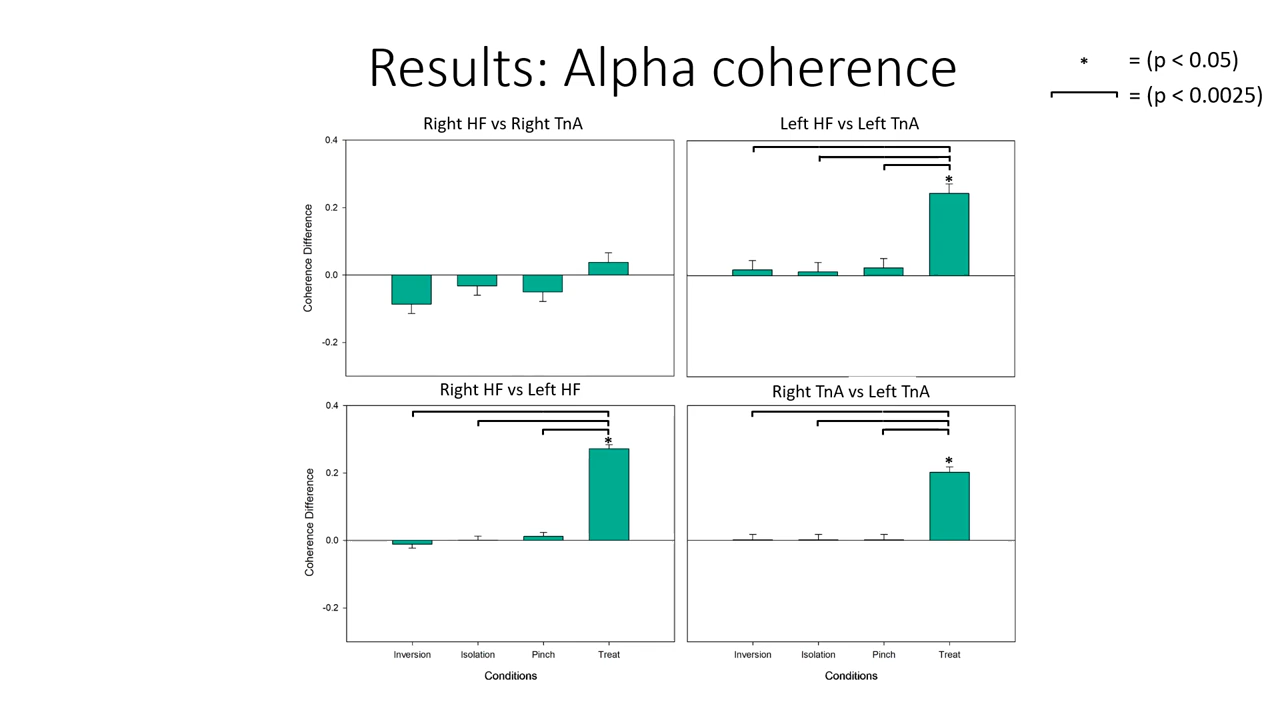 Results: Alpha coherence
* = (p < 0.05)
= (p < 0.0025)
Right HF vs Right TnA
Left HF vs Left TnA
0.4
0.2
0.0
-0.2
Coherence Difference
*
Right HF vs Left HF
Right TnA vs Left TnA
0.4
0.2
0.0
-0.2
Coherence Difference
*
*
Inversion Isolation Pinch Treat
Conditions
Inversion Isolation Pinch Treat
Conditions